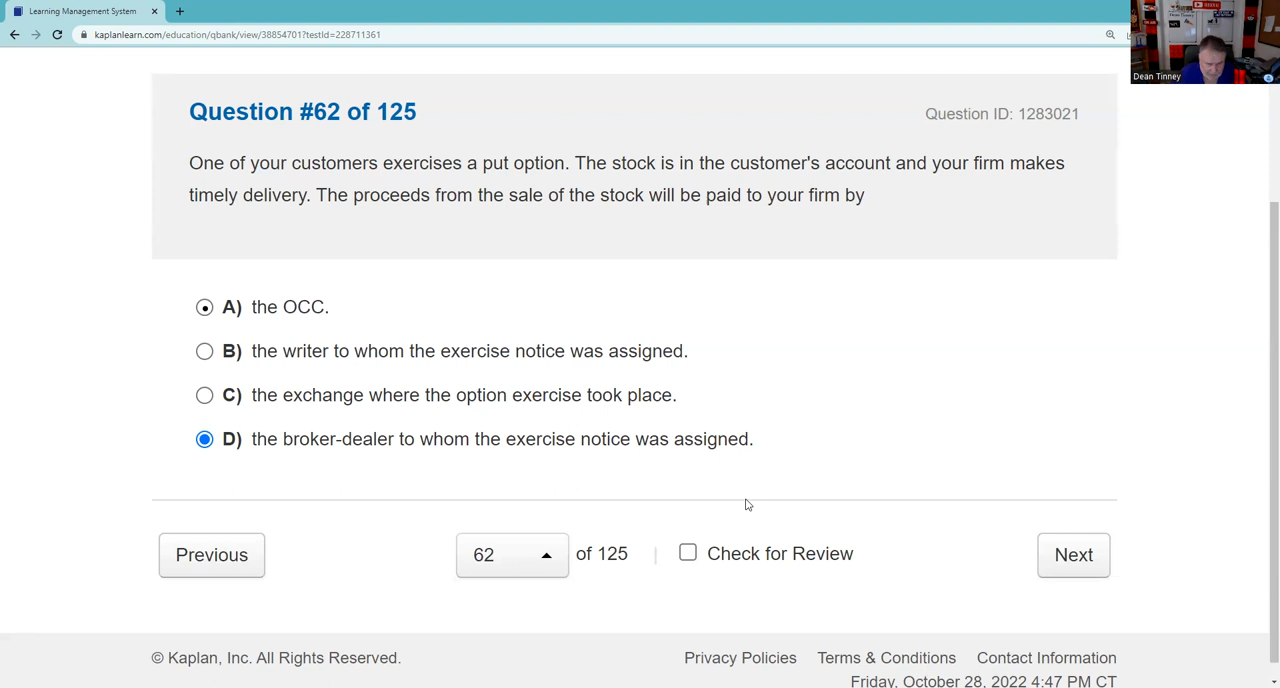 Learning Management System
kaplanlearn.com/education/qbank/view/38854701?testId=228711361
Dean Tinney
Question #62 of 125
Question ID: 1283021
One of your customers exercises a put option. The stock is in the customer's account and your firm makes
timely delivery. The proceeds from the sale of the stock will be paid to your firm by
A) the OCC.
B) the writer to whom the exercise notice was assigned.
C) the exchange where the option exercise took place.
D) the broker-dealer to whom the exercise notice was assigned.
Previous
62
of 125
Check for Review
Next
© Kaplan, Inc. All Rights Reserved.
Privacy Policies Terms & Conditions Contact Information
Friday, October 28, 2022 4:47 PM CT